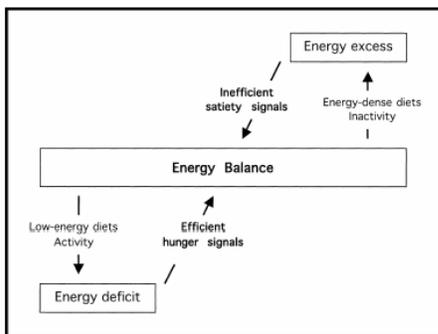 Energy excess
Inefficient
satiety signals
Energy-dense diets
Inactivity
Energy Balance
Low-energy diets
Activity
Efficient
hunger signals
Energy deficit